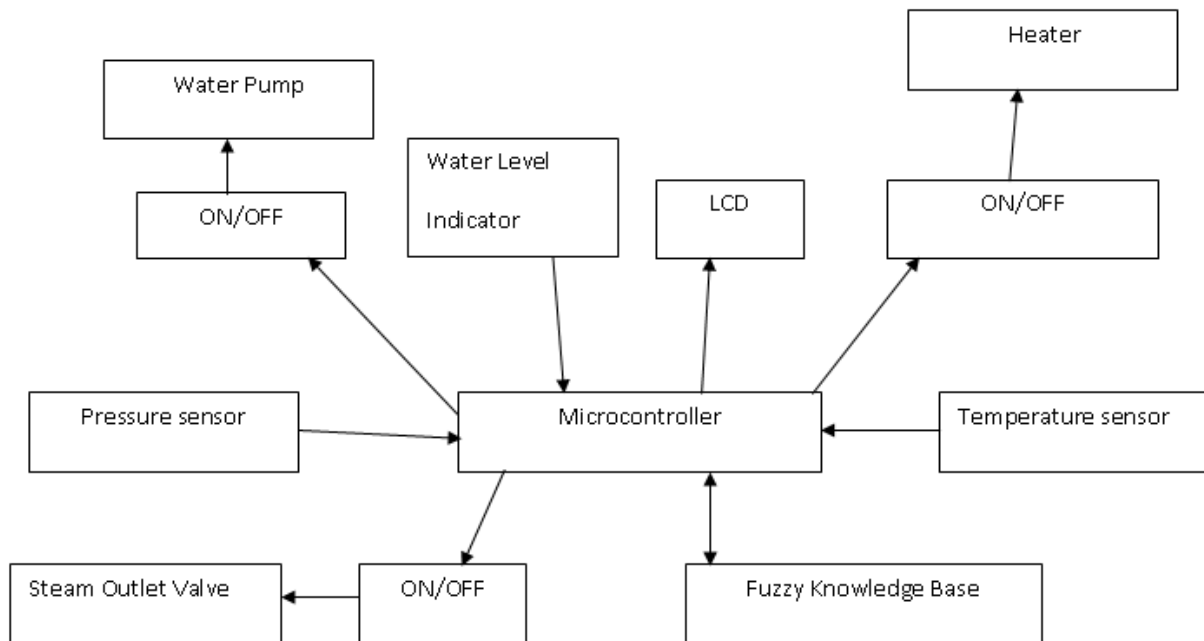 Heater
Water Pump
Water Level
Indicator
LCD
ON/OFF
ON/OFF
Pressure sensor
Microcontroller
Temperature sensor
Steam Outlet Valve
ON/OFF
Fuzzy Knowledge Base